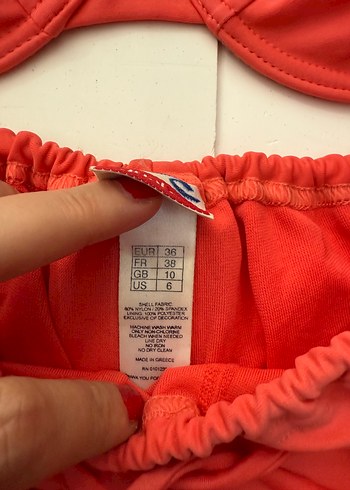 EUR 36
FR 38
GB 10
US 6
SHELL FABRIC
80% NYLON / 20% SPANDEX
LINING 100% POLYESTER
EXCLUSIVE OF DECORATION
MACHINE WASH WARM
ONLY NON-CHLORINE
BLEACH WHEN NEEDED
LINE DRY
NO IRON
NO DRY CLEAN
MADE IN GREECE